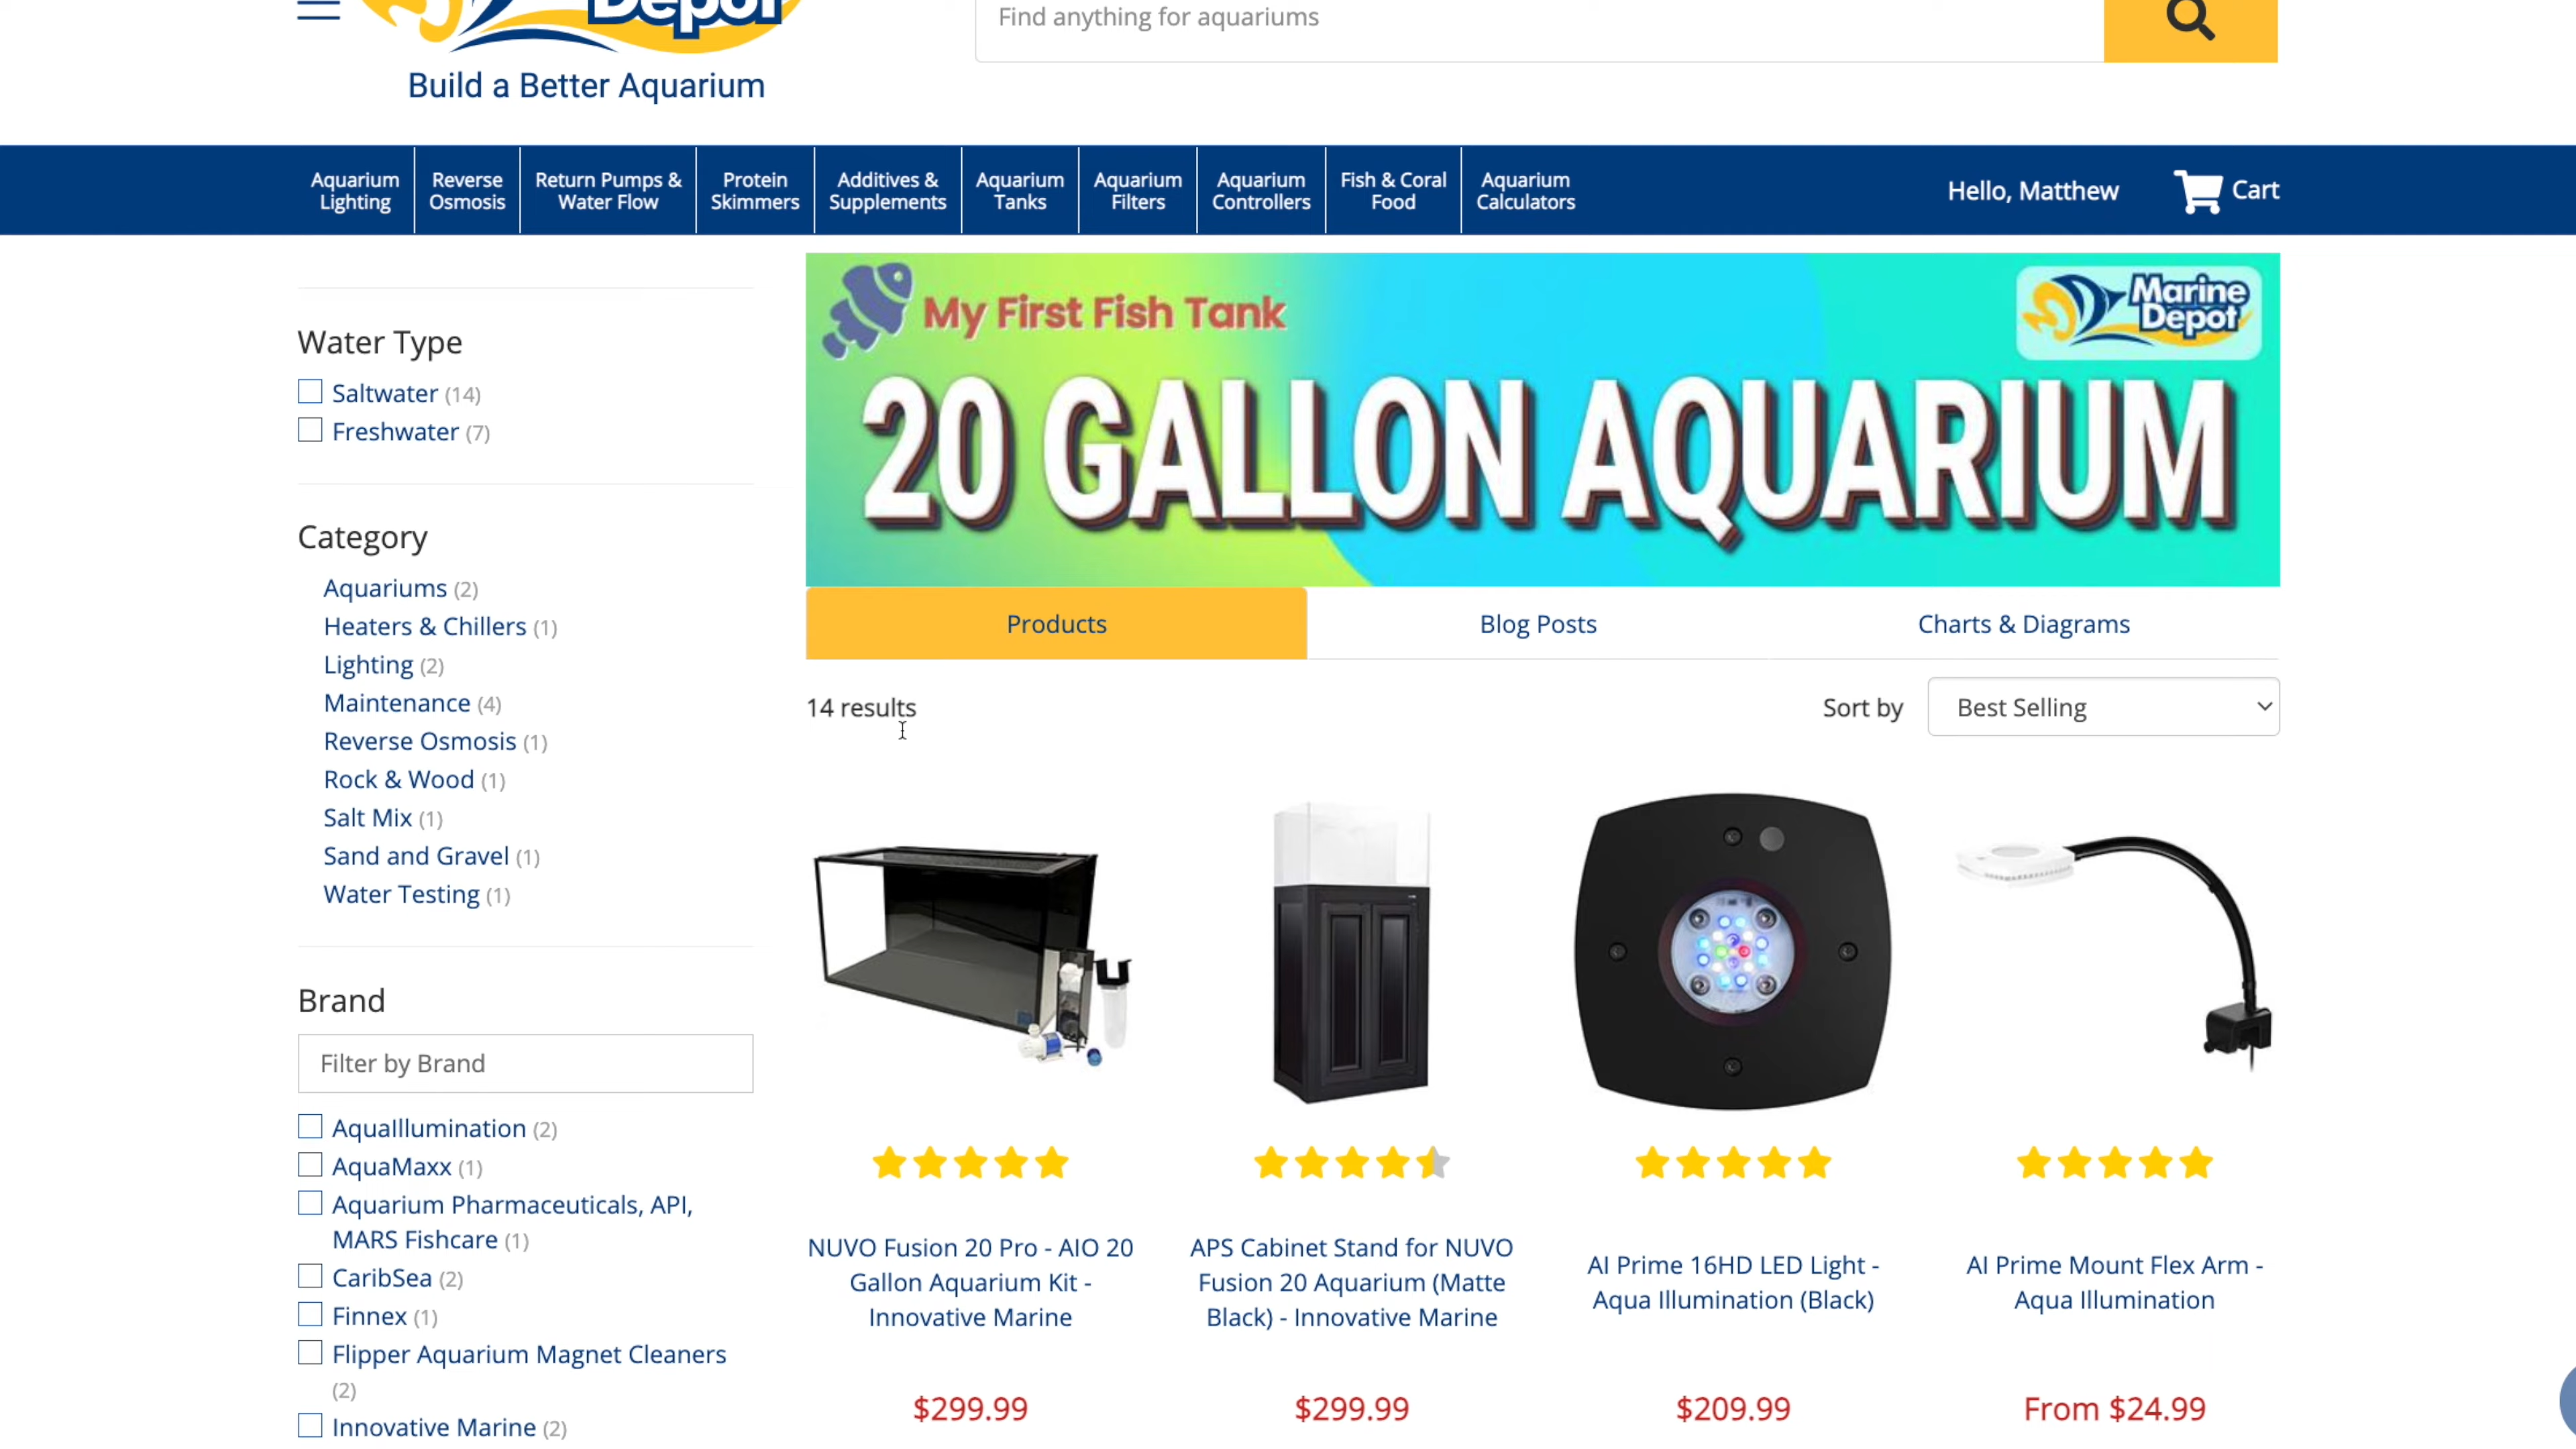 Depot
Build a Better Aquarium
Find anything for aquariums
Aquarium Lighting
Reverse Osmosis
Return Pumps & Water Flow
Protein Skimmers
Additives & Supplements
Aquarium Tanks
Aquarium Filters
Aquarium Controllers
Fish & Coral Food
Aquarium Calculators
Hello, Matthew
Cart
Water Type
Saltwater (14)
Freshwater (7)
Category
Aquariums (2)
Heaters & Chillers (1)
Lighting (2)
Maintenance (4)
Reverse Osmosis (1)
Rock & Wood (1)
Salt Mix (1)
Sand and Gravel (1)
Water Testing (1)
Brand
Filter by Brand
AquaIllumination (2)
AquaMaxx (1)
Aquarium Pharmaceuticals, API,
MARS Fishcare (1)
CaribSea (2)
Finnex (1)
Flipper Aquarium Magnet Cleaners
(2)
Innovative Marine (2)
My First Fish Tank
Marine
Depot
20 GALLON AQUARIUM
Products
Blog Posts
Charts & Diagrams
14 results
Sort by
Best Selling
NUVO Fusion 20 Pro - AIO 20
Gallon Aquarium Kit -
Innovative Marine
$299.99
APS Cabinet Stand for NUVO
Fusion 20 Aquarium (Matte
Black) - Innovative Marine
$299.99
AI Prime 16HD LED Light -
Aqua Illumination (Black)
$209.99
AI Prime Mount Flex Arm -
Aqua Illumination
From $24.99